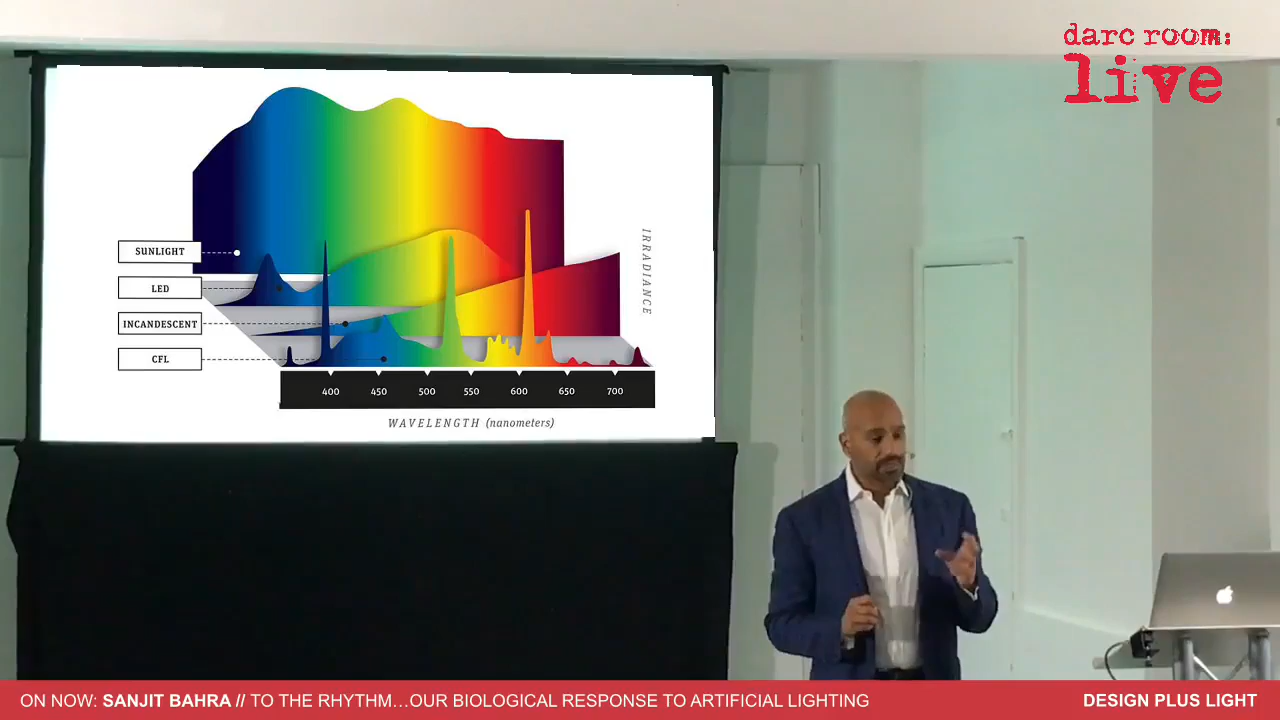 darc room:
live
SUNLIGHT
LED
INCANDESCENT
CFL
IRRADIANCE
400 450 500 550 600 650 700
WAVELENGTH (nanometers)
ON NOW: SANJIT BAHRA // TO THE RHYTHM...OUR BIOLOGICAL RESPONSE TO ARTIFICIAL LIGHTING
DESIGN PLUS LIGHT